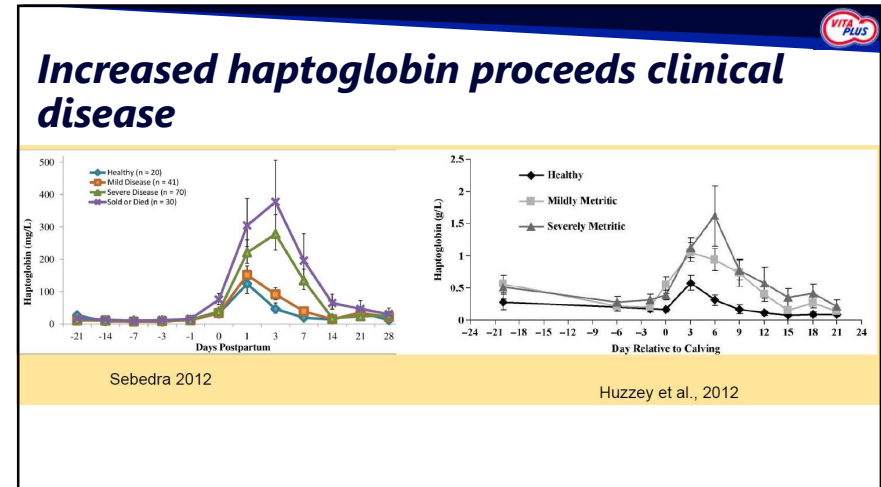 VITA
PLUS
Increased haptoglobin proceeds clinical
disease
500
400
300
200
100
0
Haptoglobin (mg/L)
Healthy (n = 20)
Mild Disease (n = 41)
Severe Disease (n = 70)
Sold or Died (n = 30)
-21 -14 -7 -3 -1 0 1 3 7 14 21 28
Days Postpartum
2.5
2
1.5
1
0.5
0
Haptoglobin (g/L)
Healthy
Mildly Metritic
Severely Metritic
−24 −21 −18 −15 −12 −9 −6 −3 0 3 6 9 12 15 18 21 24
Day Relative to Calving
Sebedra 2012
Huzzey et al., 2012